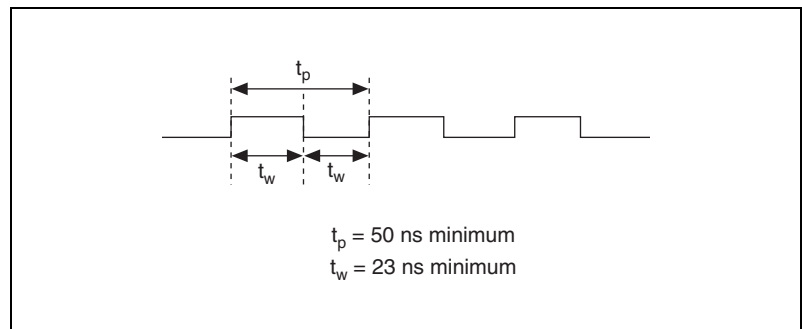 tp
tw tw
tp = 50 ns minimum
tw = 23 ns minimum